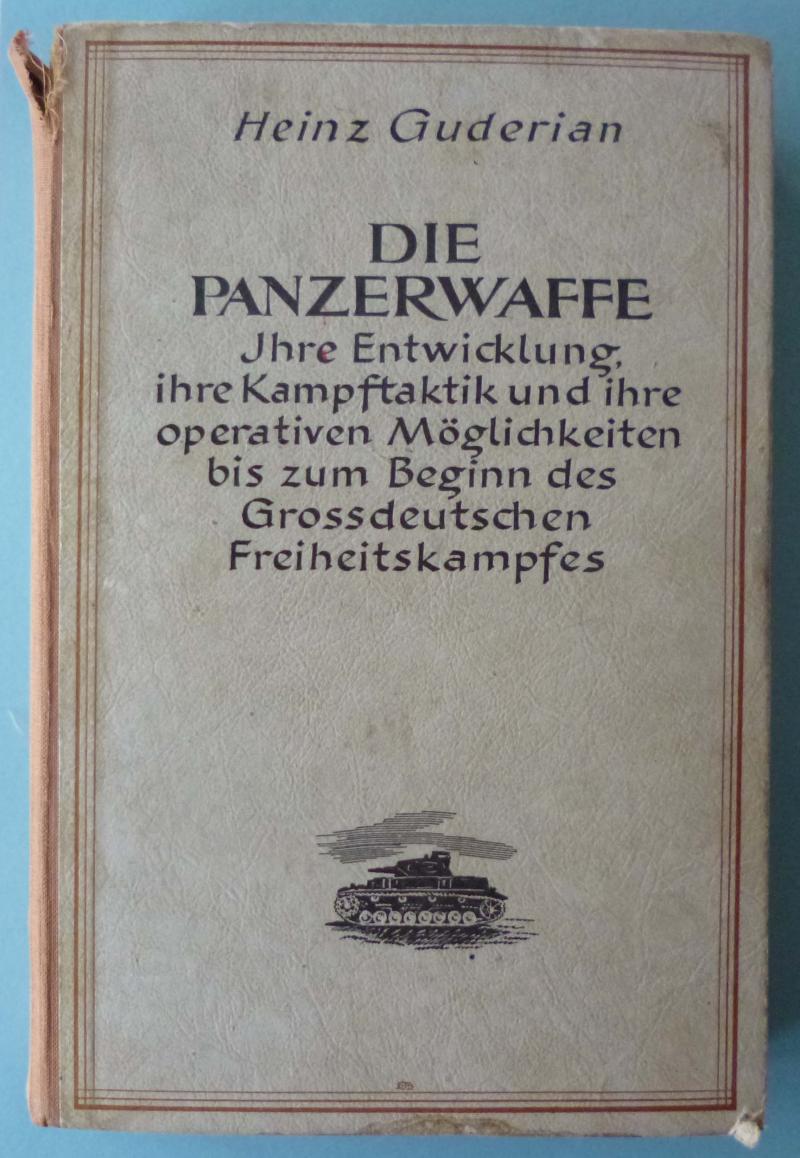 Heinz Guderian
DIE
PANZERWAFFE
Jhre Entwicklung,
ihre Kampftaktik und ihre
operativen Möglichkeiten
bis zum Beginn des
Grossdeutschen
Freiheitskampfes